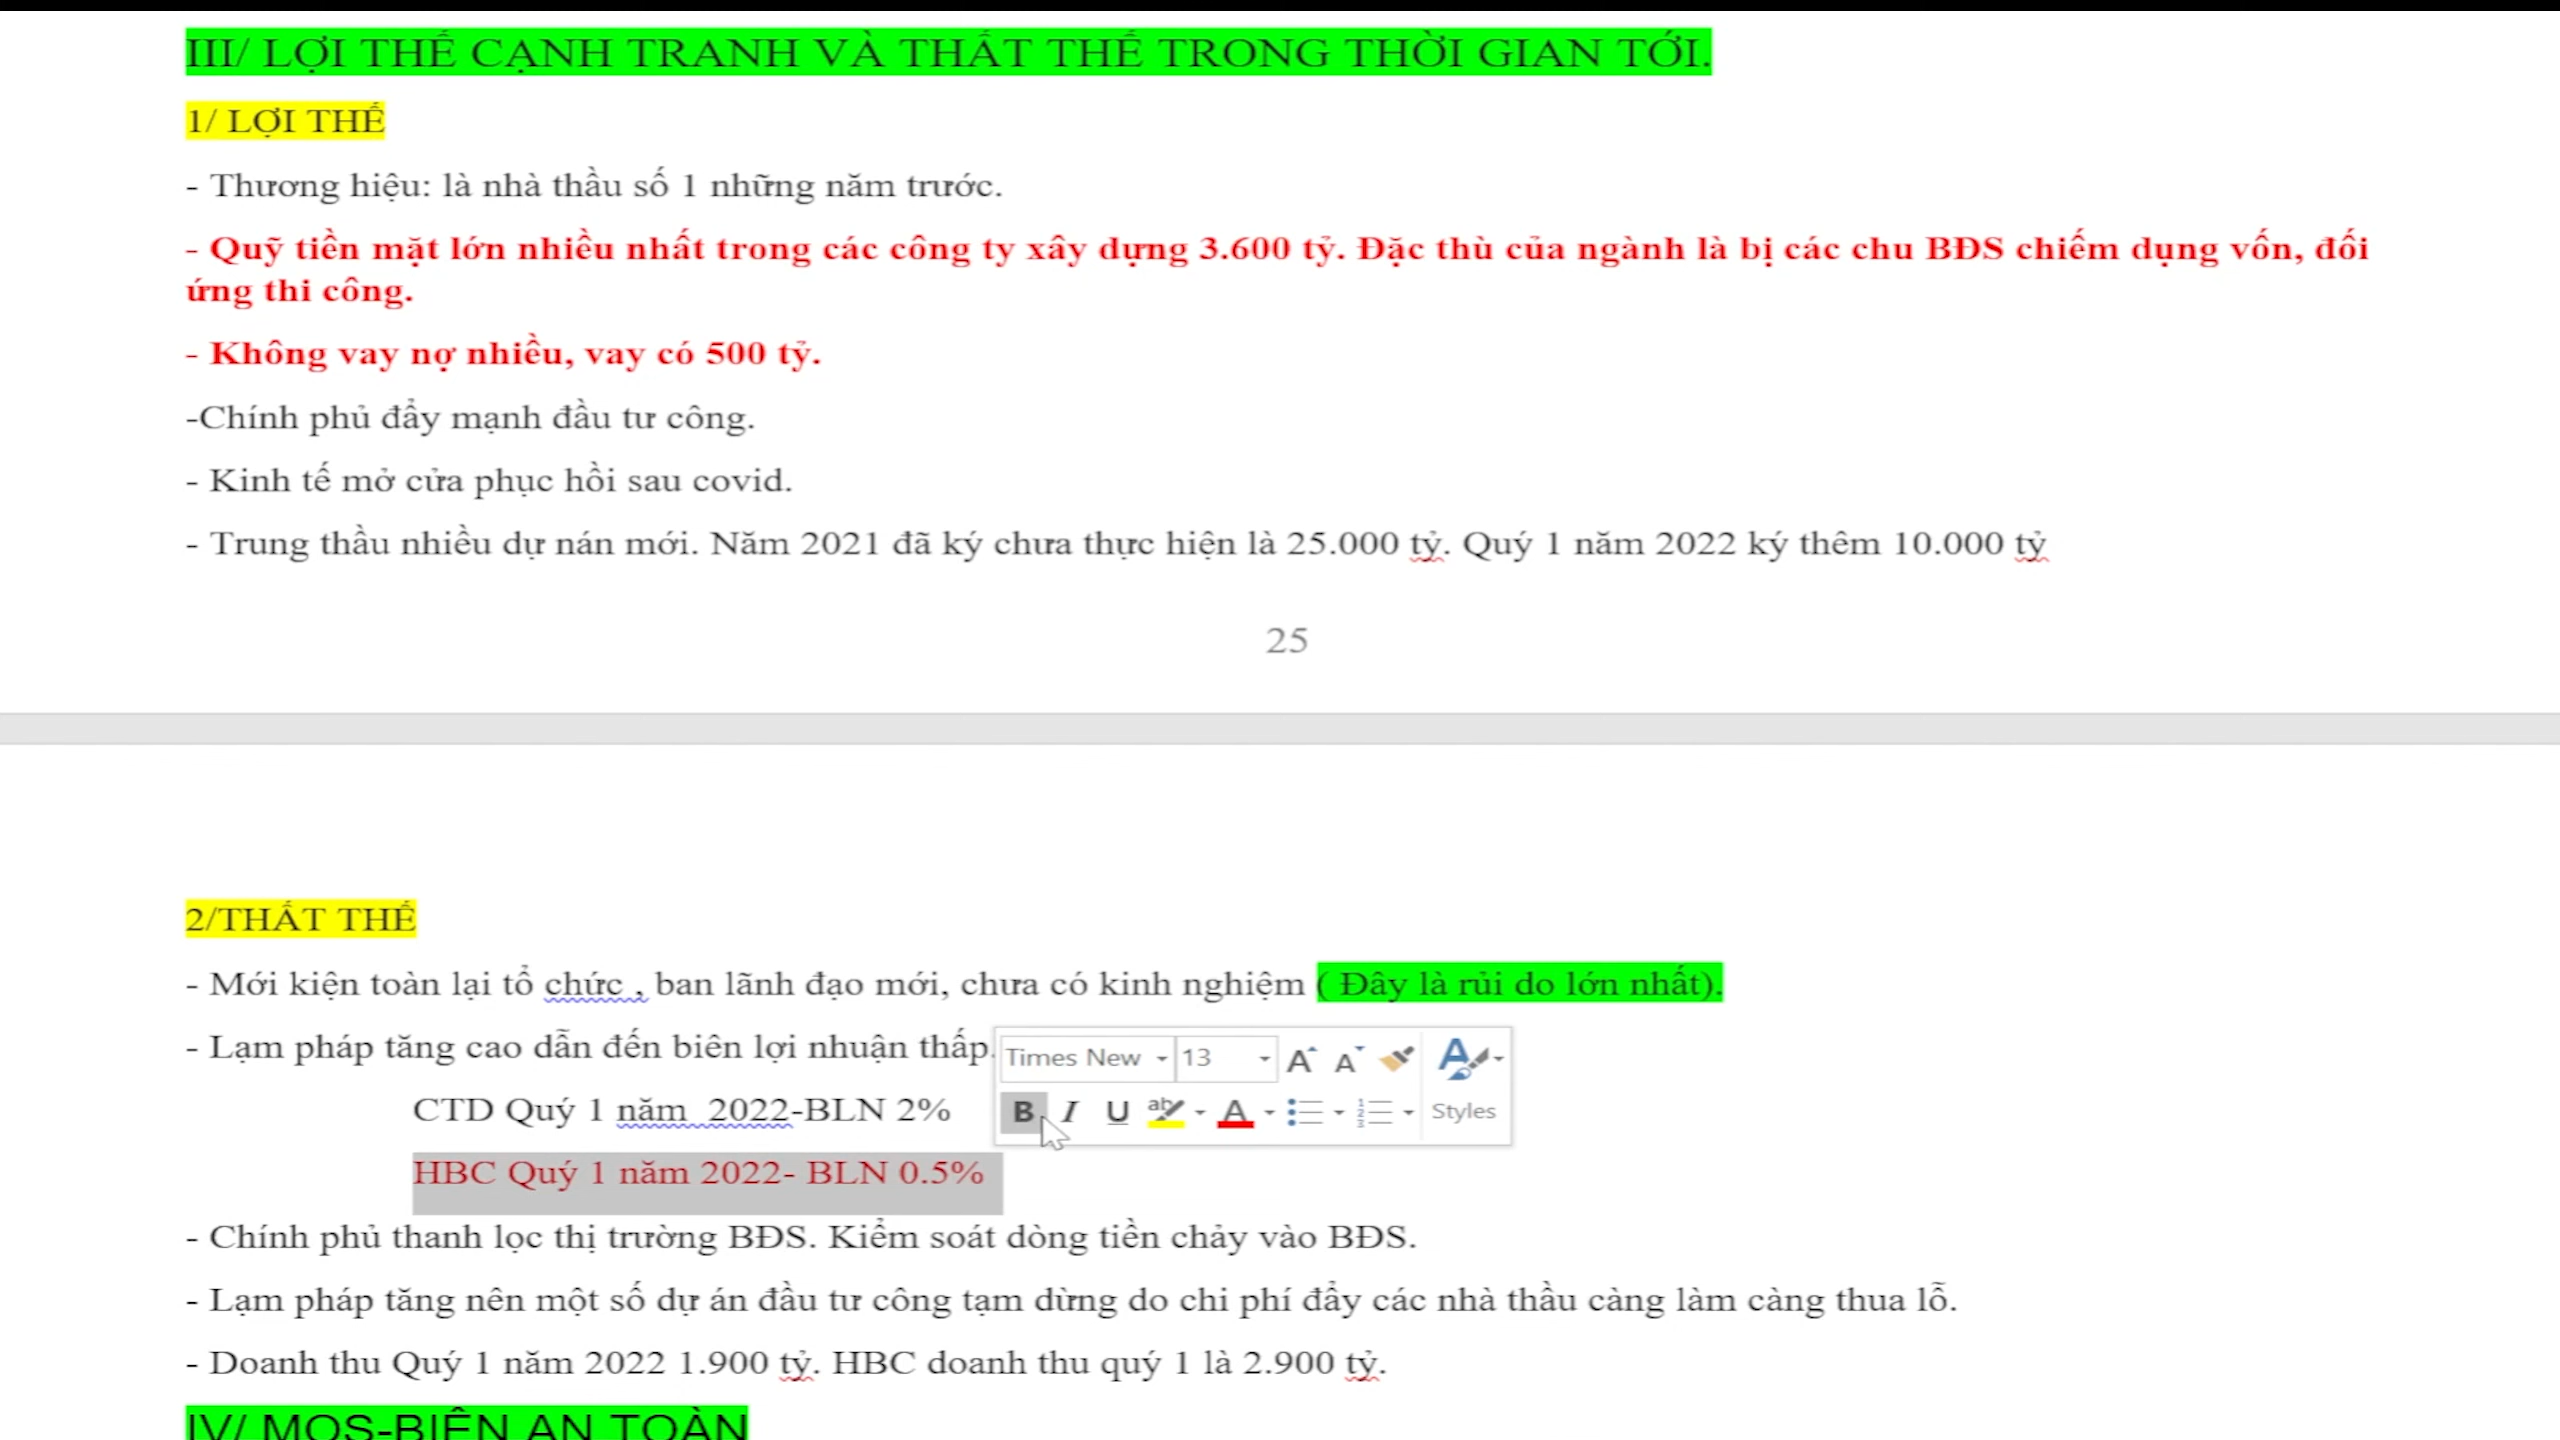 III/ LỢI THẾ CẠNH TRANH VÀ THẤT THẾ TRONG THỜI GIAN TỚI.
1/ LỢI THẾ
- Thương hiệu: là nhà thầu số 1 những năm trước.
- Quỹ tiền mặt lớn nhiều nhất trong các công ty xây dựng 3.600 tỷ. Đặc thù của ngành là bị các chu BĐS chiếm dụng vốn, đối
ứng thi công.
- Không vay nợ nhiều, vay có 500 tỷ.
-Chính phủ đẩy mạnh đầu tư công.
- Kinh tế mở cửa phục hồi sau covid.
- Trung thầu nhiều dự nán mới. Năm 2021 đã ký chưa thực hiện là 25.000 tỷ. Quý 1 năm 2022 ký thêm 10.000 tỷ
25
2/THẤT THẾ
- Mới kiện toàn lại tổ chức , ban lãnh đạo mới, chưa có kinh nghiệm ( Đây là rủi do lớn nhất).
- Lạm pháp tăng cao dẫn đến biên lợi nhuận thấp.
Times New 13
B I U Styles
CTD Quý 1 năm 2022-BLN 2%
HBC Quý 1 năm 2022- BLN 0.5%
- Chính phủ thanh lọc thị trường BĐS. Kiểm soát dòng tiền chảy vào BĐS.
- Lạm pháp tăng nên một số dự án đầu tư công tạm dừng do chi phí đẩy các nhà thầu càng làm càng thua lỗ.
- Doanh thu Quý 1 năm 2022 1.900 tỷ. HBC doanh thu quý 1 là 2.900 tỷ.
IV/ MOS-BIÊN AN TOÀN